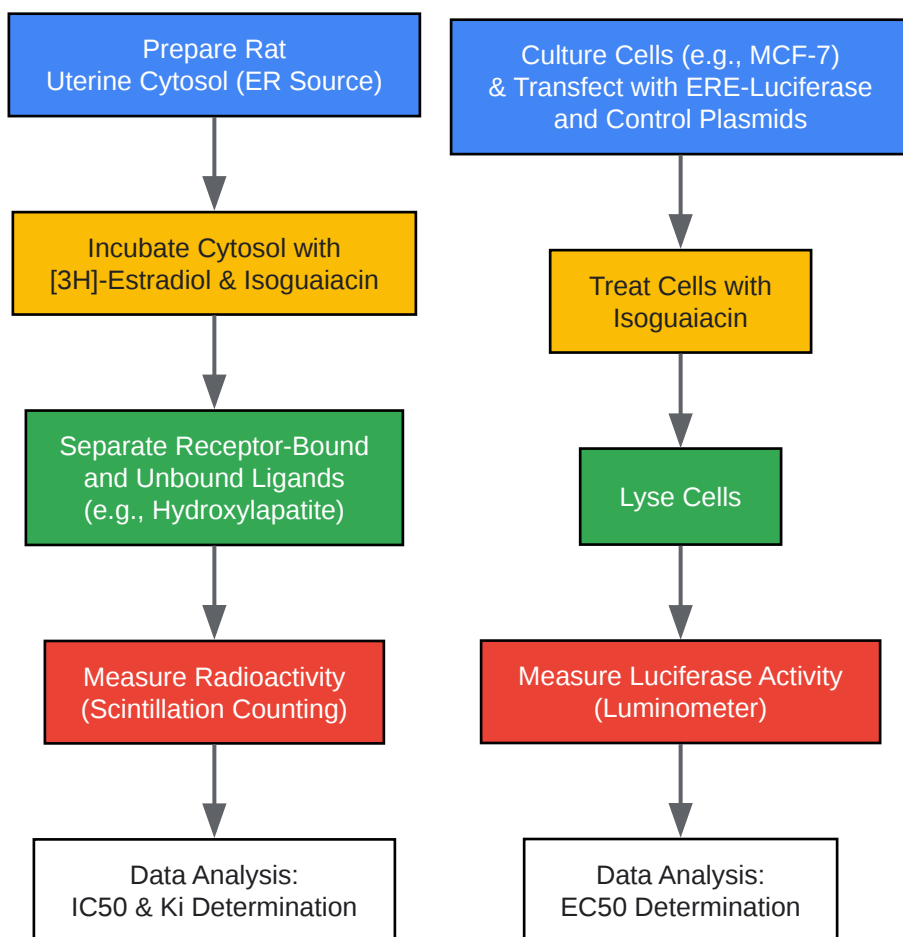 Prepare Rat
Uterine Cytosol (ER Source)
Incubate Cytosol with
[3H]-Estradiol & Isoguaiacin
Separate Receptor-Bound
and Unbound Ligands
(e.g., Hydroxylapatite)
Measure Radioactivity
(Scintillation Counting)
Data Analysis:
IC50 & Ki Determination
Culture Cells (e.g., MCF-7)
& Transfect with ERE-Luciferase
and Control Plasmids
Treat Cells with
Isoguaiacin
Lyse Cells
Measure Luciferase Activity
(Luminometer)
Data Analysis:
EC50 Determination